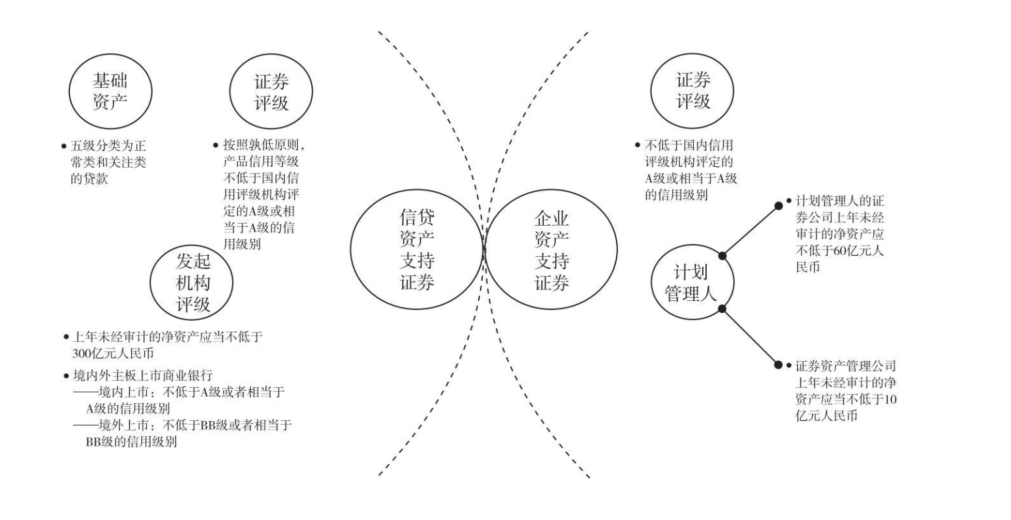 基础
资产
五级分类为正
常类和关注类
的贷款
证券
评级
按照孰低原则，
产品信用等级
不低于国内信
用评级机构评
定的A级或相
当于A级的信
用级别
发起
机构
评级
上年未经审计的净资产应当不低于
300亿元人民币
境内外主板上市商业银行
——境内上市：不低于A级或者相当于
A级的信用级别
——境外上市：不低于BB级或者相当于
BB级的信用级别
信贷
资产
支持
证券
企业
资产
支持
证券
证券
评级
不低于国内信用
评级机构评定的
A级或相当于A级
的信用级别
计划
管理人
计划管理人的证
券公司上年未经
审计的净资产应
不低于60亿元人
民币
证券资产管理公司
上年未经审计的净
资产应当不低于10
亿元人民币